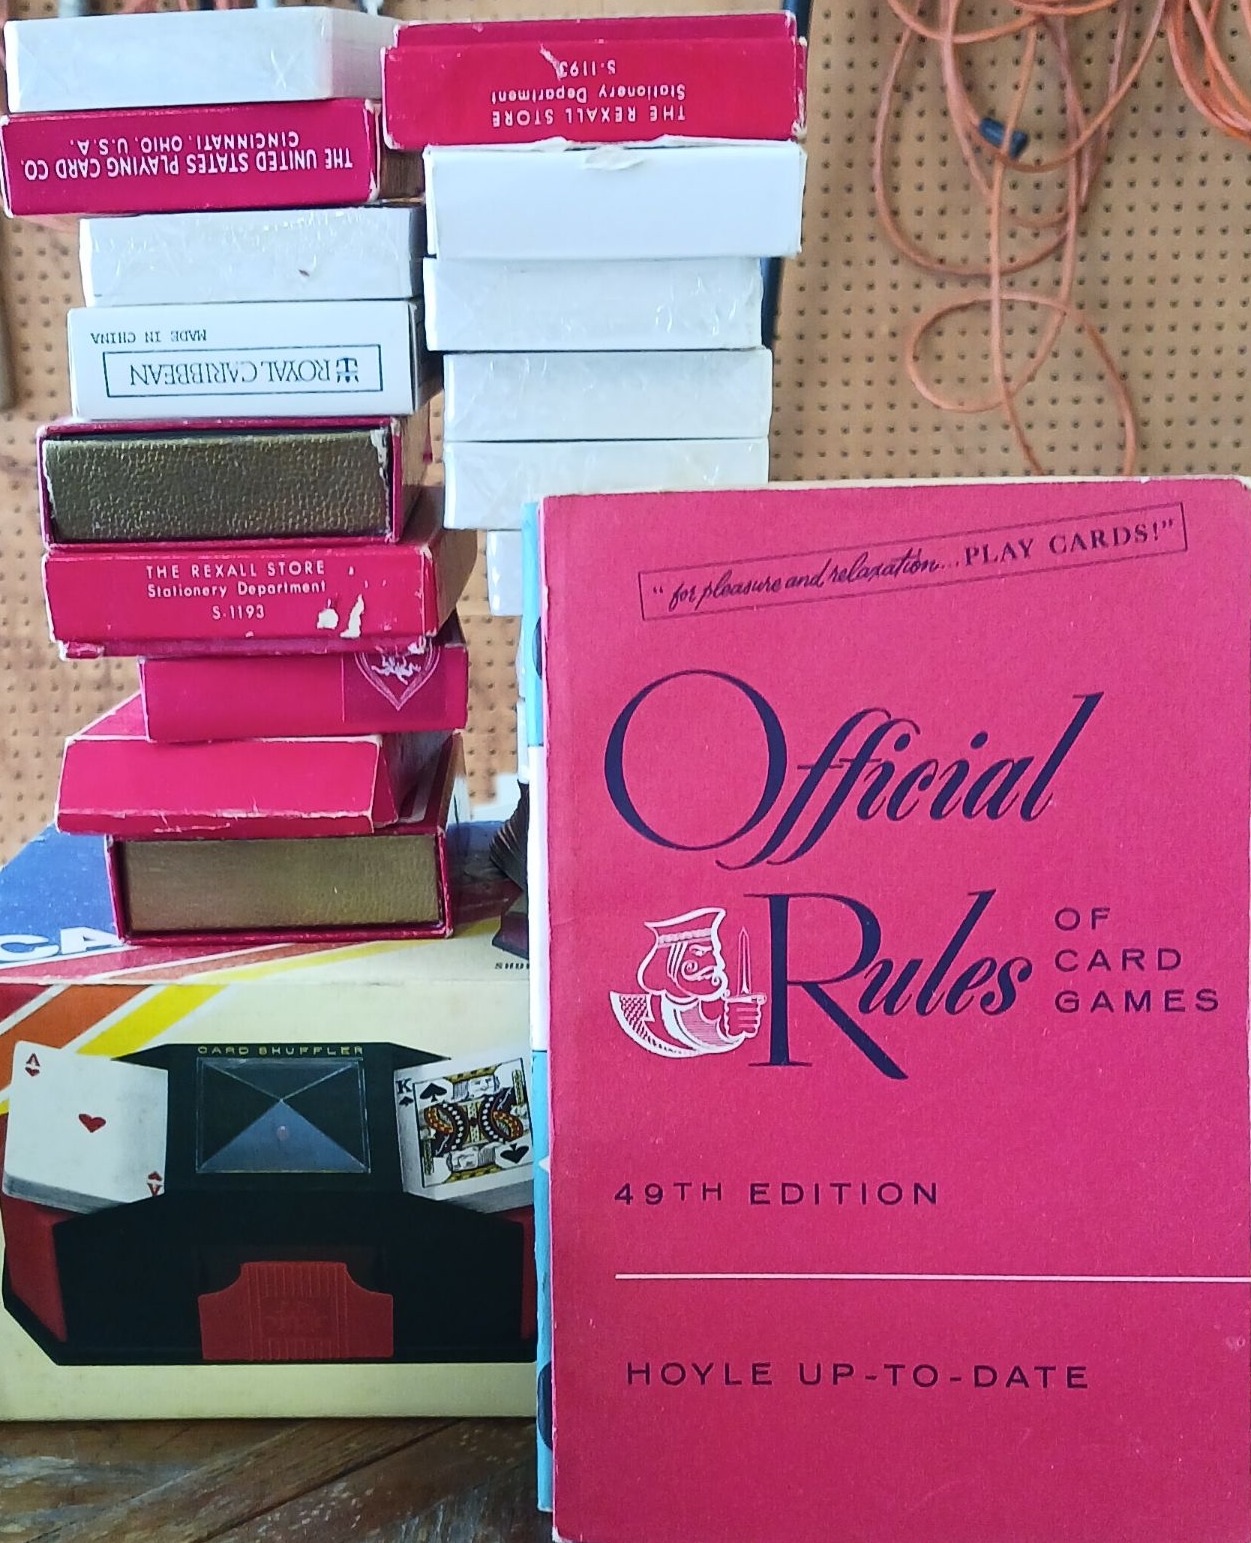 THE UNITED STATES PLAYING CARD CO.
CINCINNATI, OHIO, U.S.A.
THE REXALL STORE
Stationery Department
S-1193
ROYAL CARIBBEAN
MADE IN CHINA
THE REXALL STORE
Stationery Department
S-1193
CA
CARD SHUFFLER
A
A
K
"for pleasure and relaxation...PLAY CARDS!"
Official
Rules
OF
CARD
GAMES
49TH EDITION
HOYLE UP-TO-DATE